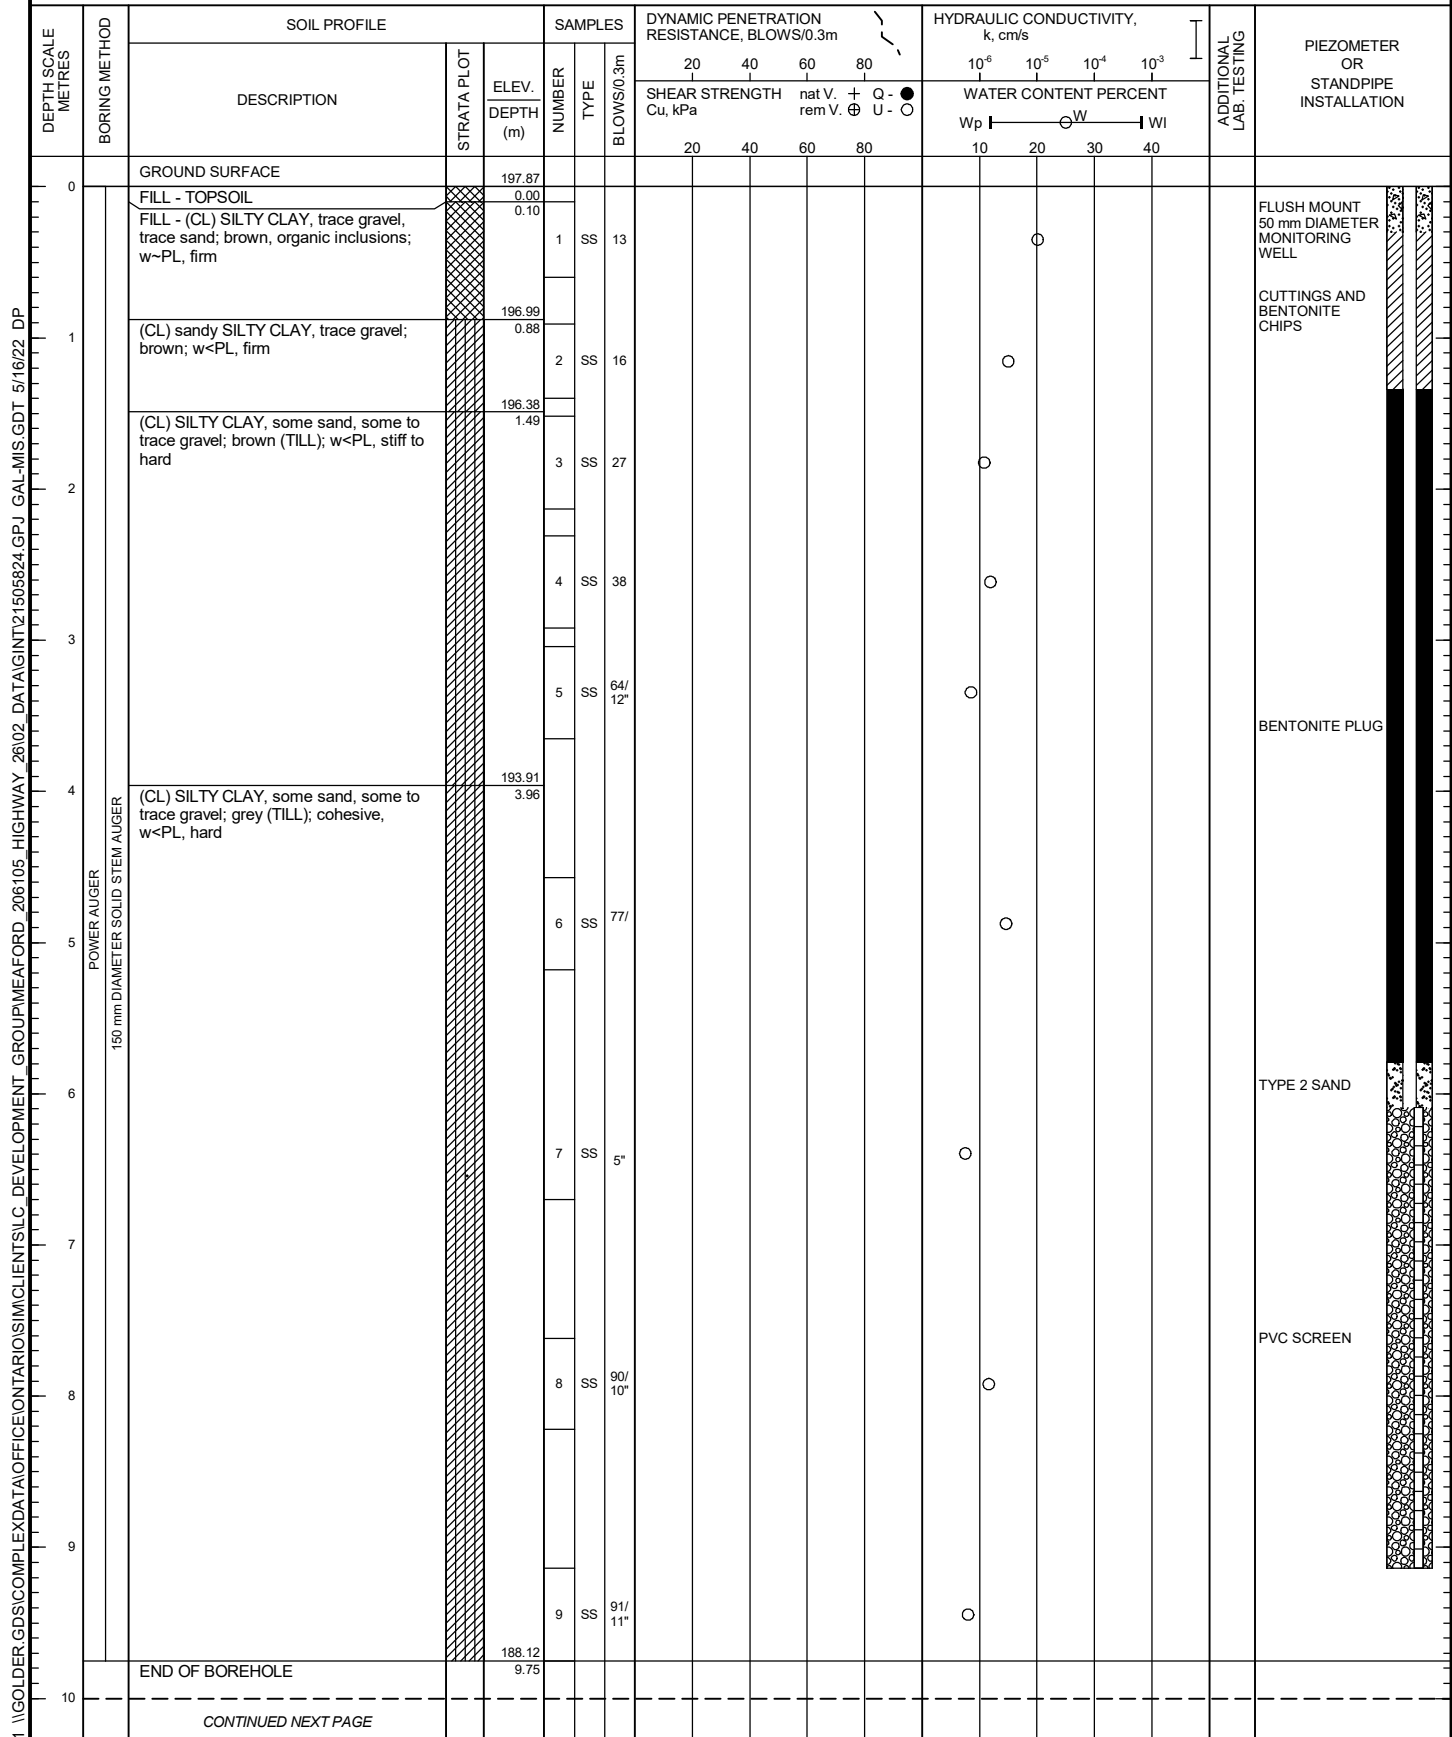 DEPTH SCALE
METRES
BORING METHOD
SOIL PROFILE
DESCRIPTION
STRATA PLOT
ELEV.
DEPTH
(m)
SAMPLES
NUMBER
TYPE
BLOWS/0.3m
DYNAMIC PENETRATION
RESISTANCE, BLOWS/0.3m
20 40 60 80
SHEAR STRENGTH
Cu, kPa
nat V. + Q - ●
rem V. ⊕ U - ○
20 40 60 80
HYDRAULIC CONDUCTIVITY,
k, cm/s
10⁻⁶ 10⁻⁵ 10⁻⁴ 10⁻³
WATER CONTENT PERCENT
Wp W Wl
10 20 30 40
ADDITIONAL
LAB. TESTING
PIEZOMETER
OR
STANDPIPE
INSTALLATION
0
1
2
3
4
5
6
7
8
9
10
POWER AUGER
150 mm DIAMETER SOLID STEM AUGER
GROUND SURFACE
197.87
FILL - TOPSOIL
0.00
0.10
FILL - (CL) SILTY CLAY, trace gravel,
trace sand; brown, organic inclusions;
w~PL, firm
196.99
0.88
(CL) sandy SILTY CLAY, trace gravel;
brown; w<PL, firm
196.38
1.49
(CL) SILTY CLAY, some sand, some to
trace gravel; brown (TILL); w<PL, stiff to
hard
193.91
3.96
(CL) SILTY CLAY, some sand, some to
trace gravel; grey (TILL); cohesive,
w<PL, hard
188.12
9.75
END OF BOREHOLE
CONTINUED NEXT PAGE
1 SS 13
2 SS 16
3 SS 27
4 SS 38
5 SS 64/
12"
6 SS 77/
7 SS 5"
8 SS 90/
10"
9 SS 91/
11"
FLUSH MOUNT
50 mm DIAMETER
MONITORING
WELL
CUTTINGS AND
BENTONITE
CHIPS
BENTONITE PLUG
TYPE 2 SAND
PVC SCREEN
1 \\GOLDER.GDS\COMPLEXDATA\OFFICE\ONTARIO\SIM\CLIENTS\LC_DEVELOPMENT_GROUP\MEAFORD_206105_HIGHWAY_26\02_DATA\GINT\21505824.GPJ GAL-MIS.GDT 5/16/22 DP